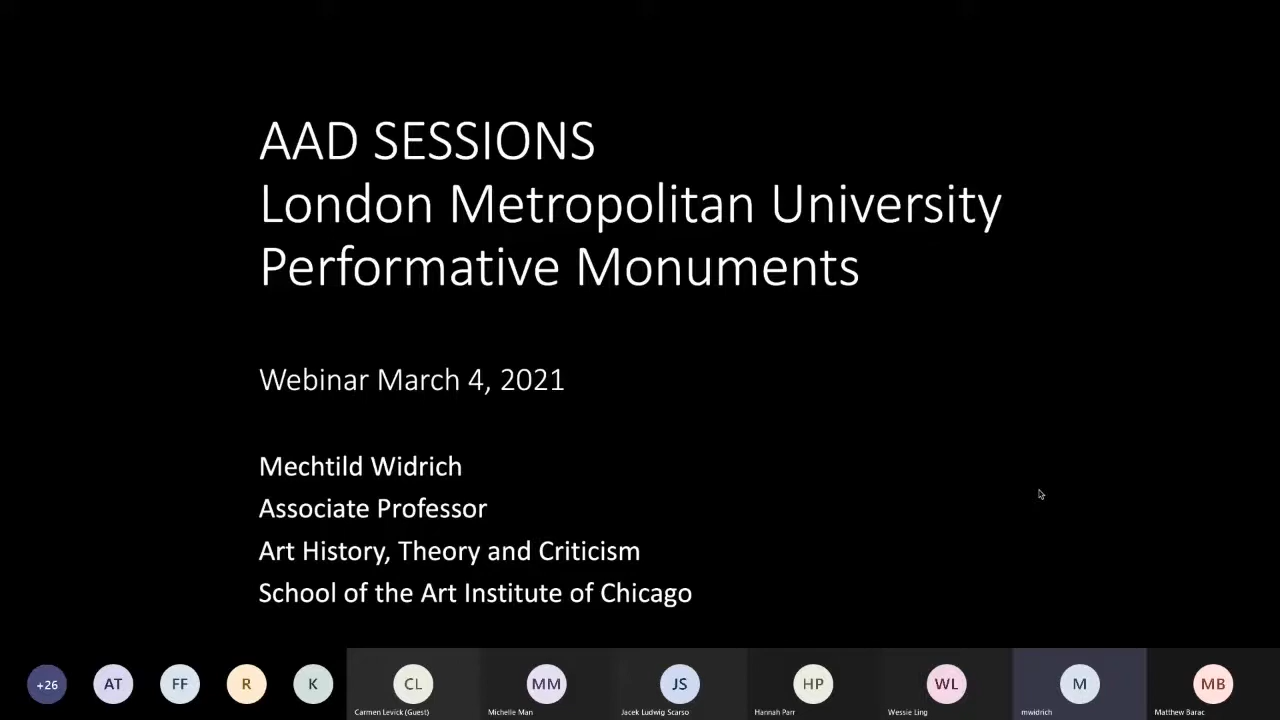 AAD SESSIONS
London Metropolitan University
Performative Monuments
Webinar March 4, 2021
Mechtild Widrich
Associate Professor
Art History, Theory and Criticism
School of the Art Institute of Chicago
+26 AT FF R K CL MM JS HP WL M MB
Carmen Levick (Guest) Michelle Man Jacek Ludwig Scarso Hannah Parr Wessie Ling mwidrich Matthew Barac